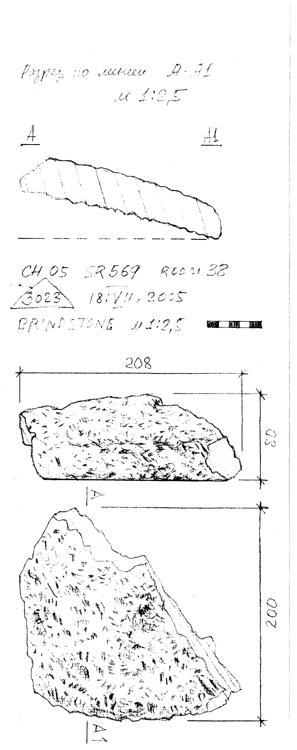 Разрез по линии А-А1
м 1:2,5
А А1
CH 05 SR569 ROOM 38
3023 18.VII.2005
GRINDSTONE м 1:2,5
208
80
А
200
А1